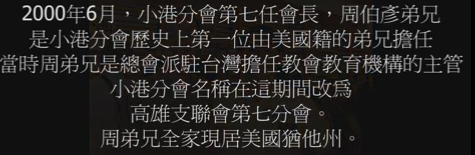 2000年6月，小港分會第七任會長，周伯彥弟兄
是小港分會歷史上第一位由美國籍的弟兄擔任
當時周弟兄是總會派駐台灣擔任教會教育機構的主管
小港分會名稱在這期間改為
高雄支聯會第七分會。
周弟兄全家現居美國猶他州。